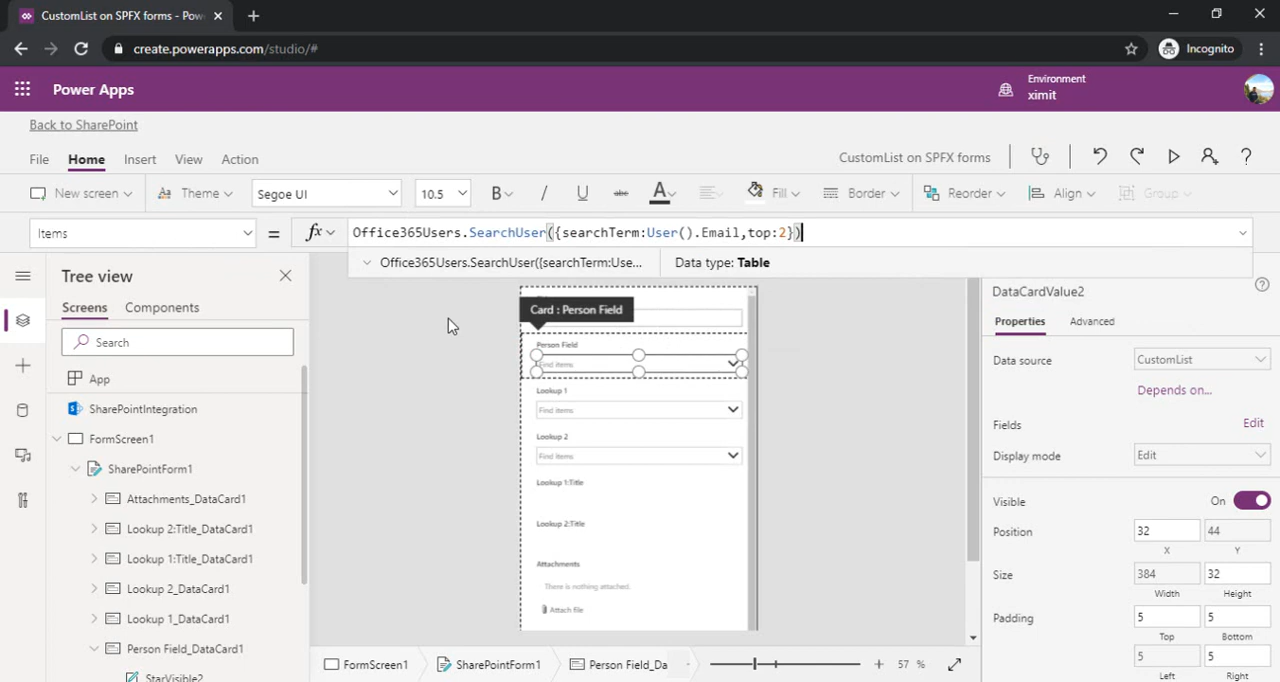 CustomList on SPFX forms - Pow
create.powerapps.com/studio/#
Incognito
Power Apps
Environment
ximit
Back to SharePoint
File Home Insert View Action
CustomList on SPFX forms
New screen Theme Segoe UI 10.5 B / U abc A Fill Border Reorder Align Group
Items = fx Office365Users.SearchUser({searchTerm:User().Email,top:2})
Office365Users.SearchUser({searchTerm:Use... Data type: Table
Tree view
Screens Components
Search
App
SharePointIntegration
FormScreen1
SharePointForm1
Attachments_DataCard1
Lookup 2:Title_DataCard1
Lookup 1:Title_DataCard1
Lookup 2_DataCard1
Lookup 1_DataCard1
Person Field_DataCard1
StarVisible2
Card : Person Field
Person Field
Find items
Lookup 1
Find items
Lookup 2
Find items
Lookup 1:Title
Lookup 2:Title
Attachments
There is nothing attached.
Attach file
FormScreen1 SharePointForm1 Person Field_Da
57 %
DataCardValue2
Properties Advanced
Data source CustomList
Depends on...
Fields Edit
Display mode Edit
Visible On
Position 32 44
X Y
Size 384 32
Width Height
Padding 5 5
Top Bottom
5 5
Left Right